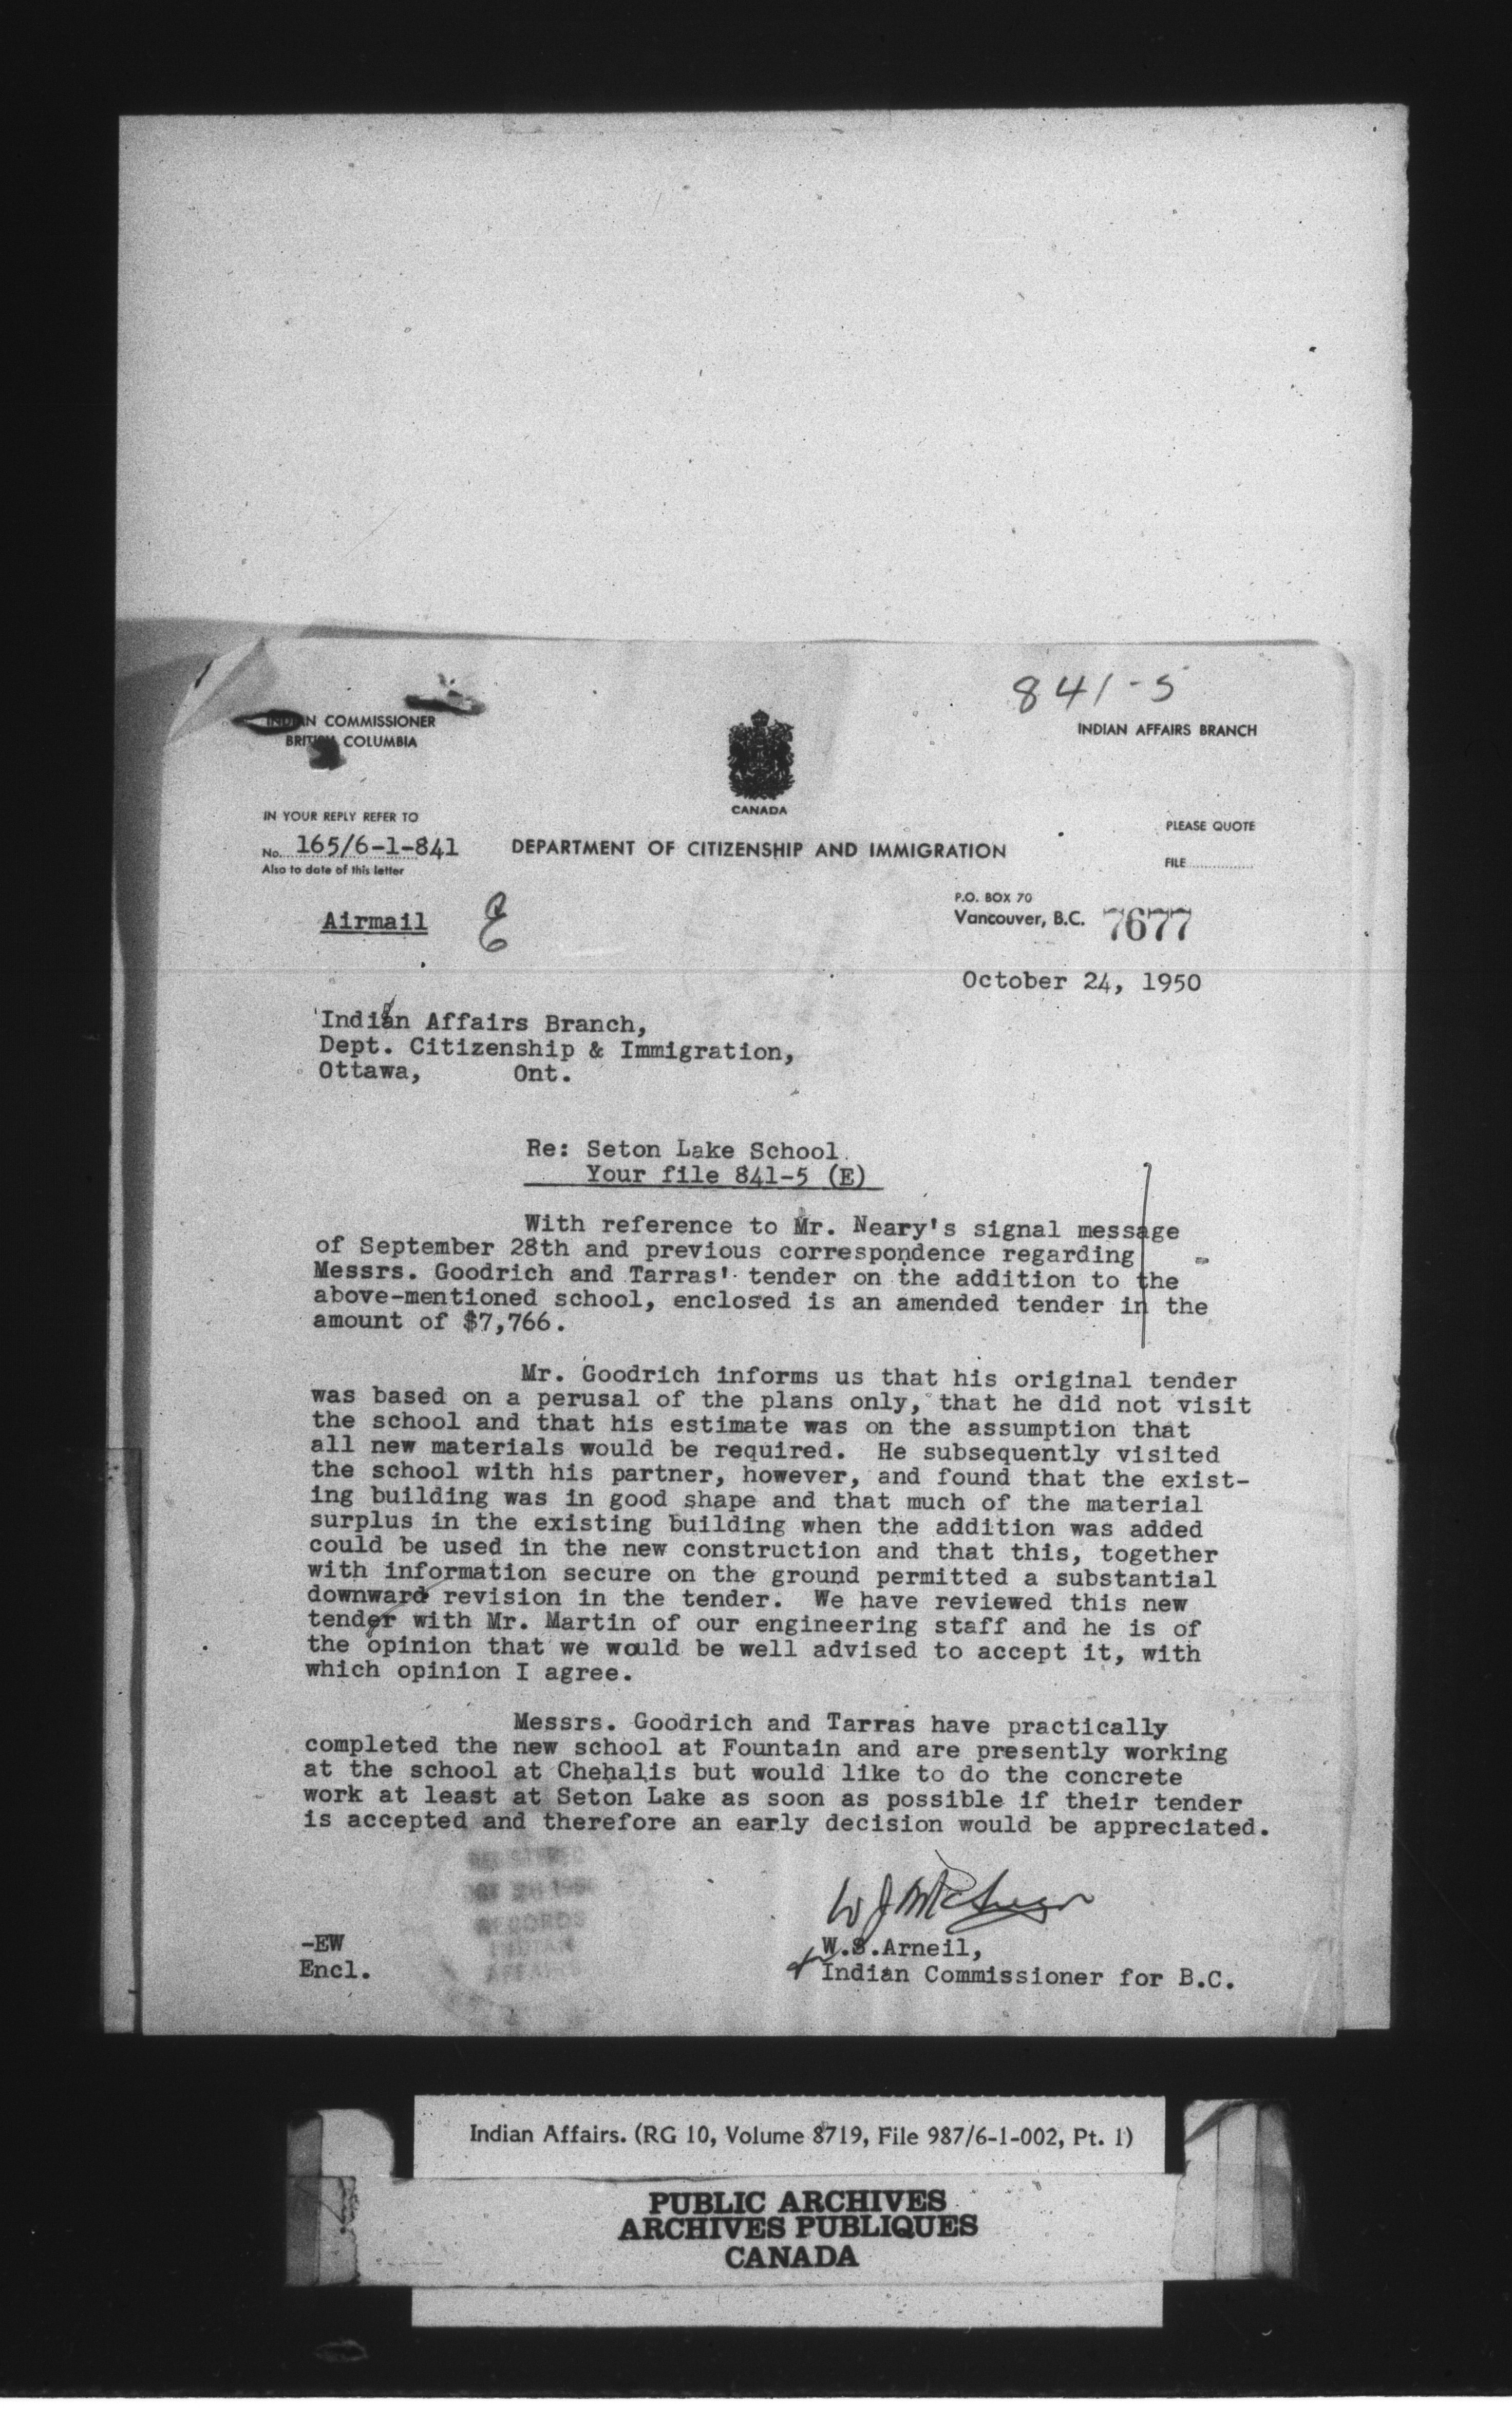 841-5
INDIAN COMMISSIONER
BRITISH COLUMBIA
INDIAN AFFAIRS BRANCH
CANADA
IN YOUR REPLY REFER TO
No. 165/6-1-841
Also to date of this letter
DEPARTMENT OF CITIZENSHIP AND IMMIGRATION
PLEASE QUOTE
FILE
Airmail
E
P.O. BOX 70
Vancouver, B.C. 7677
October 24, 1950
Indian Affairs Branch,
Dept. Citizenship & Immigration,
Ottawa, Ont.
Re: Seton Lake School.
Your file 841-5 (E)
With reference to Mr. Neary's signal message
of September 28th and previous correspondence regarding
Messrs. Goodrich and Tarras' tender on the addition to the
above-mentioned school, enclosed is an amended tender in the
amount of $7,766.
Mr. Goodrich informs us that his original tender
was based on a perusal of the plans only, that he did not visit
the school and that his estimate was on the assumption that
all new materials would be required. He subsequently visited
the school with his partner, however, and found that the exist-
ing building was in good shape and that much of the material
surplus in the existing building when the addition was added
could be used in the new construction and that this, together
with information secure on the ground permitted a substantial
downward revision in the tender. We have reviewed this new
tender with Mr. Martin of our engineering staff and he is of
the opinion that we would be well advised to accept it, with
which opinion I agree.
Messrs. Goodrich and Tarras have practically
completed the new school at Fountain and are presently working
at the school at Chehalis but would like to do the concrete
work at least at Seton Lake as soon as possible if their tender
is accepted and therefore an early decision would be appreciated.
RECORDS
INDIAN
AFFAIRS
-EW
Encl.
W.S.Arneil,
Indian Commissioner for B.C.
Indian Affairs. (RG 10, Volume 8719, File 987/6-1-002, Pt. 1)
PUBLIC ARCHIVES
ARCHIVES PUBLIQUES
CANADA